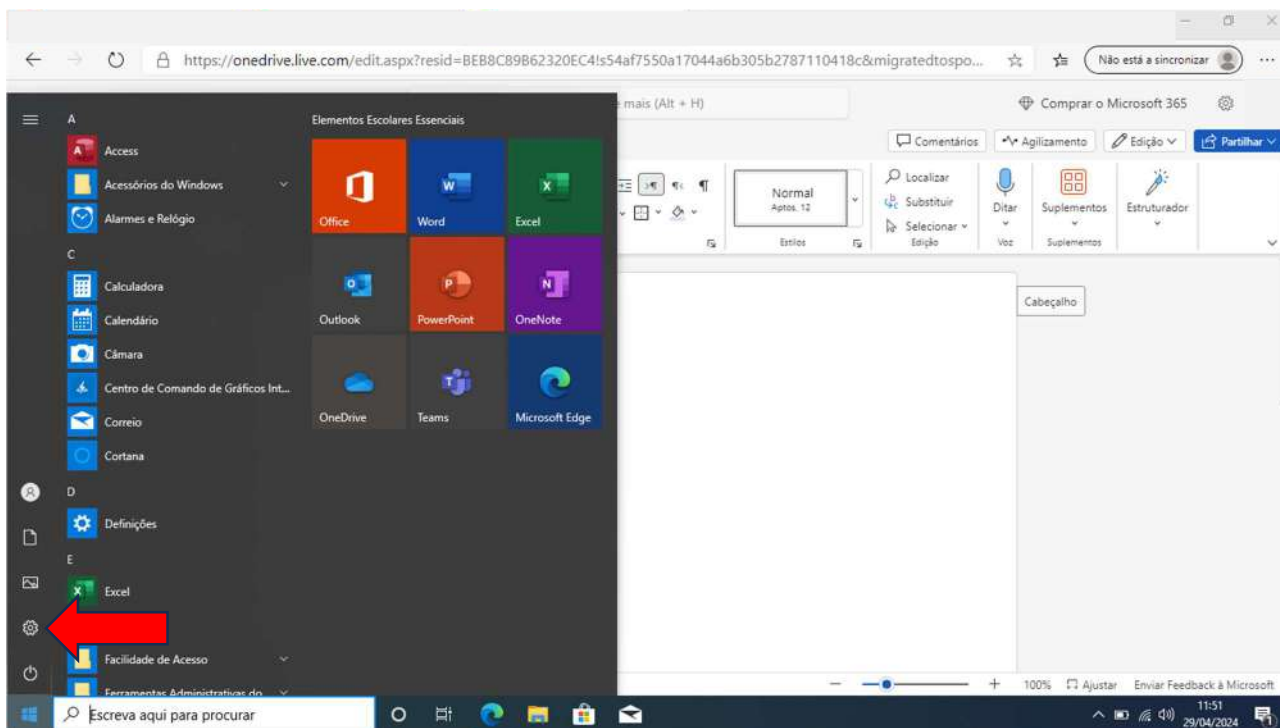 https://onedrive.live.com/edit.aspx?resid=BEB8C89B62320EC4!s54af7550a17044a6b305b2787110418c&migratedtospo...
Não está a sincronizar
mais (Alt + H)
Comprar o Microsoft 365
Comentários
Agilizamento
Edição
Partilhar
A
Access
Acessórios do Windows
Alarmes e Relógio
C
Calculadora
Calendário
Câmara
Centro de Comando de Gráficos Int...
Correio
Cortana
D
Definições
E
Excel
Facilidade de Acesso
Ferramentas Administrativas do
Elementos Escolares Essenciais
Office
Word
Excel
Outlook
PowerPoint
OneNote
OneDrive
Teams
Microsoft Edge
Normal
Aptos, 12
Estilos
Localizar
Substituir
Selecionar
Edição
Ditar
Voz
Suplementos
Suplementos
Estruturador
Cabeçalho
100%
Ajustar
Enviar Feedback à Microsoft
Escreva aqui para procurar
11:51
29/04/2024